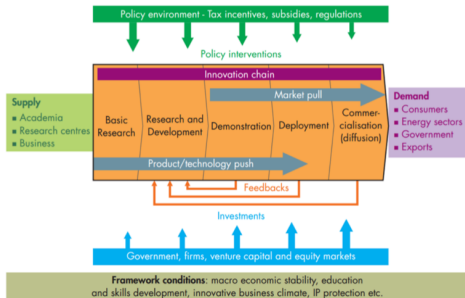 Policy environment - Tax incentives, subsidies, regulations
Policy interventions
Innovation chain
Market pull
Supply
▪ Academia
▪ Research centres
▪ Business
Basic
Research
Research and
Development
Demonstration
Deployment
Commer-
cialisation
(diffusion)
Demand
▪ Consumers
▪ Energy sectors
▪ Government
▪ Exports
Product/technology push
Feedbacks
Investments
Government, firms, venture capital and equity markets
Framework conditions: macro economic stability, education
and skills development, innovative business climate, IP protection etc.